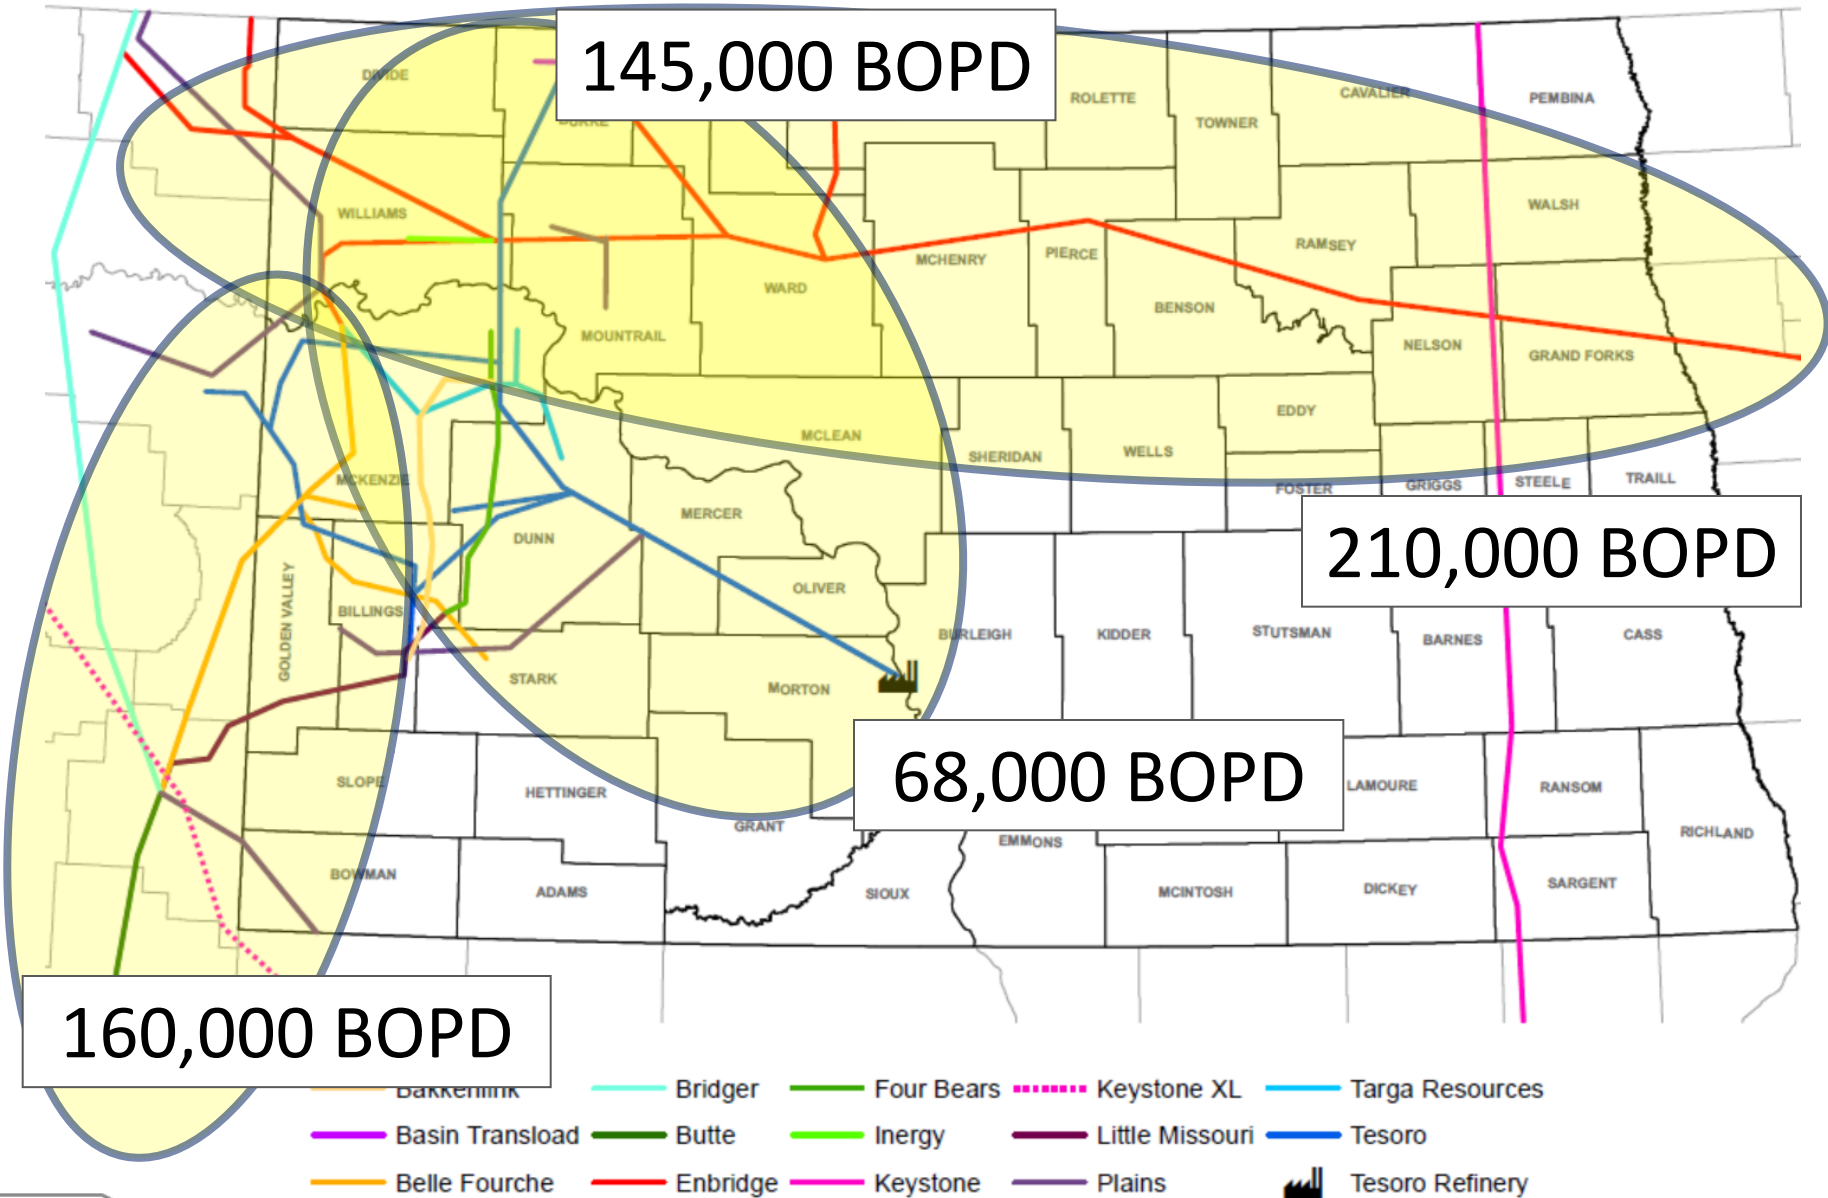 145,000 BOPD
DIVIDE
BURKE
ROLETTE
TOWNER
CAVALIER
PEMBINA
WILLIAMS
WALSH
MCHENRY
PIERCE
RAMSEY
WARD
BENSON
MOUNTRAIL
NELSON
GRAND FORKS
EDDY
MCLEAN
SHERIDAN
WELLS
MCKENZIE
FOSTER
GRIGGS
STEELE
TRAILL
MERCER
DUNN
210,000 BOPD
OLIVER
GOLDEN VALLEY
BILLINGS
BURLEIGH
KIDDER
STUTSMAN
BARNES
CASS
STARK
MORTON
68,000 BOPD
SLOPE
HETTINGER
LAMOURE
RANSOM
GRANT
EMMONS
RICHLAND
BOWMAN
ADAMS
SIOUX
MCINTOSH
DICKEY
SARGENT
160,000 BOPD
Bakkenlink
Bridger
Four Bears
Keystone XL
Targa Resources
Basin Transload
Butte
Inergy
Little Missouri
Tesoro
Belle Fourche
Enbridge
Keystone
Plains
Tesoro Refinery